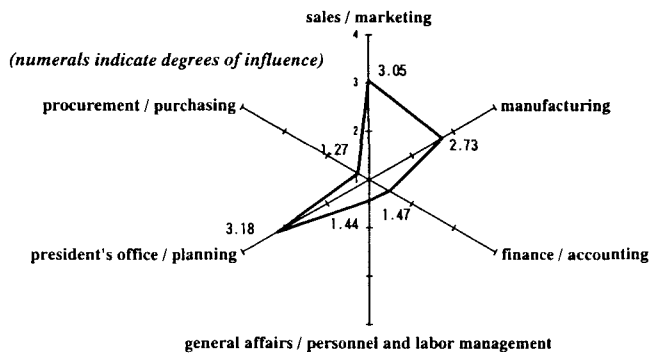 sales / marketing
4
(numerals indicate degrees of influence)
3
3.05
procurement / purchasing
manufacturing
2
1.27
2.73
1
3.18
1.44
1.47
president's office / planning
finance / accounting
general affairs / personnel and labor management